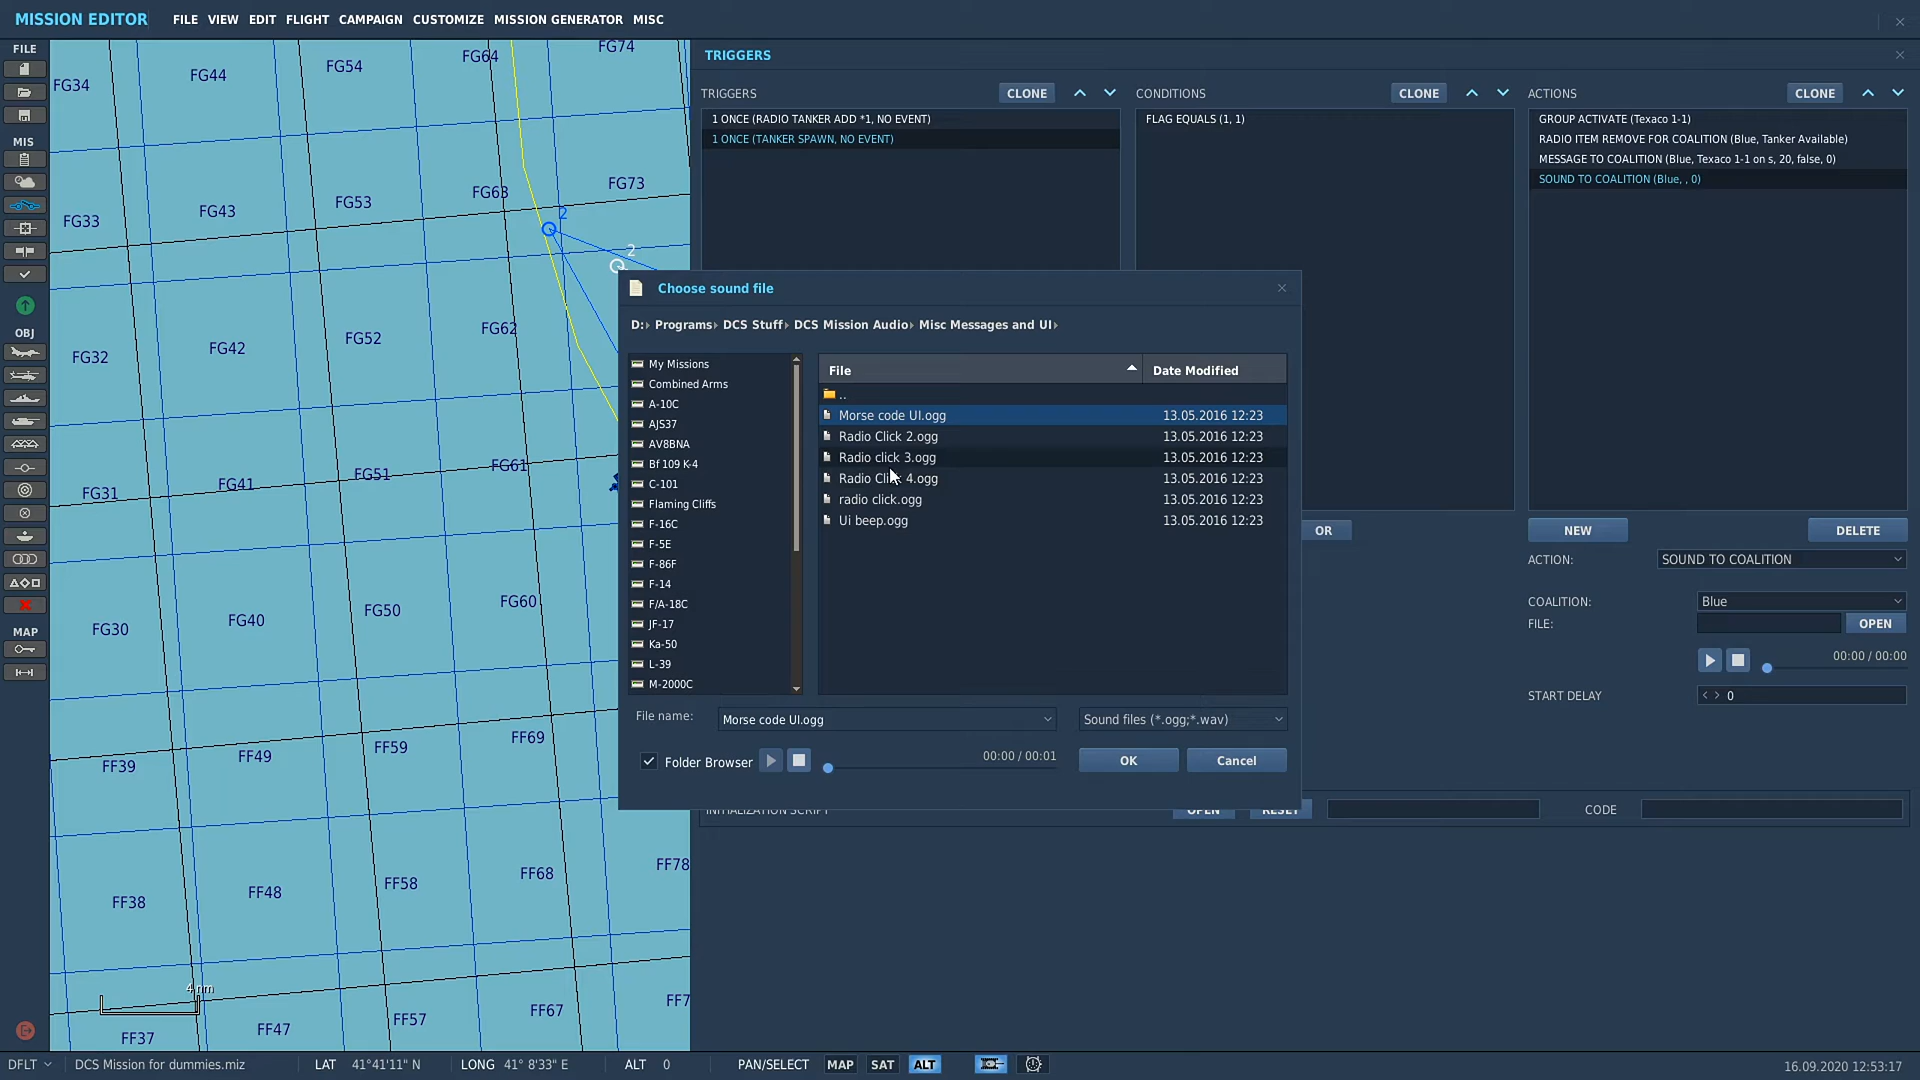 MISSION EDITOR FILE VIEW EDIT FLIGHT CAMPAIGN CUSTOMIZE MISSION GENERATOR MISC
FILE
MIS
OBJ
MAP
FG34 FG44 FG54 FG64 FG74
FG33 FG43 FG53 FG63 FG73
2
2
FG32 FG42 FG52 FG62
FG31 FG41 FG51 FG61
FG30 FG40 FG50 FG60
FF39 FF49 FF59 FF69
FF38 FF48 FF58 FF68 FF78
4 nm
FF37 FF47 FF57 FF67 FF7
TRIGGERS
TRIGGERS CLONE
1 ONCE (RADIO TANKER ADD *1, NO EVENT)
1 ONCE (TANKER SPAWN, NO EVENT)
CONDITIONS CLONE
FLAG EQUALS (1, 1)
OR
ACTIONS CLONE
GROUP ACTIVATE (Texaco 1-1)
RADIO ITEM REMOVE FOR COALITION (Blue, Tanker Available)
MESSAGE TO COALITION (Blue, Texaco 1-1 on s, 20, false, 0)
SOUND TO COALITION (Blue, , 0)
NEW DELETE
ACTION: SOUND TO COALITION
COALITION: Blue
FILE: OPEN
00:00 / 00:00
START DELAY 0
Choose sound file
D: Programs DCS Stuff DCS Mission Audio Misc Messages and UI
My Missions
Combined Arms
A-10C
AJS37
AV8BNA
Bf 109 K-4
C-101
Flaming Cliffs
F-16C
F-5E
F-86F
F-14
F/A-18C
JF-17
Ka-50
L-39
M-2000C
File Date Modified
..
Morse code UI.ogg 13.05.2016 12:23
Radio Click 2.ogg 13.05.2016 12:23
Radio click 3.ogg 13.05.2016 12:23
Radio Click 4.ogg 13.05.2016 12:23
radio click.ogg 13.05.2016 12:23
Ui beep.ogg 13.05.2016 12:23
File name: Morse code UI.ogg Sound files (*.ogg;*.wav)
Folder Browser 00:00 / 00:01 OK Cancel
INITIALIZATION SCRIPT OPEN RESET CODE
DFLT DCS Mission for dummies.miz LAT 41°41'11" N LONG 41° 8'33" E ALT 0 PAN/SELECT MAP SAT ALT 16.09.2020 12:53:17